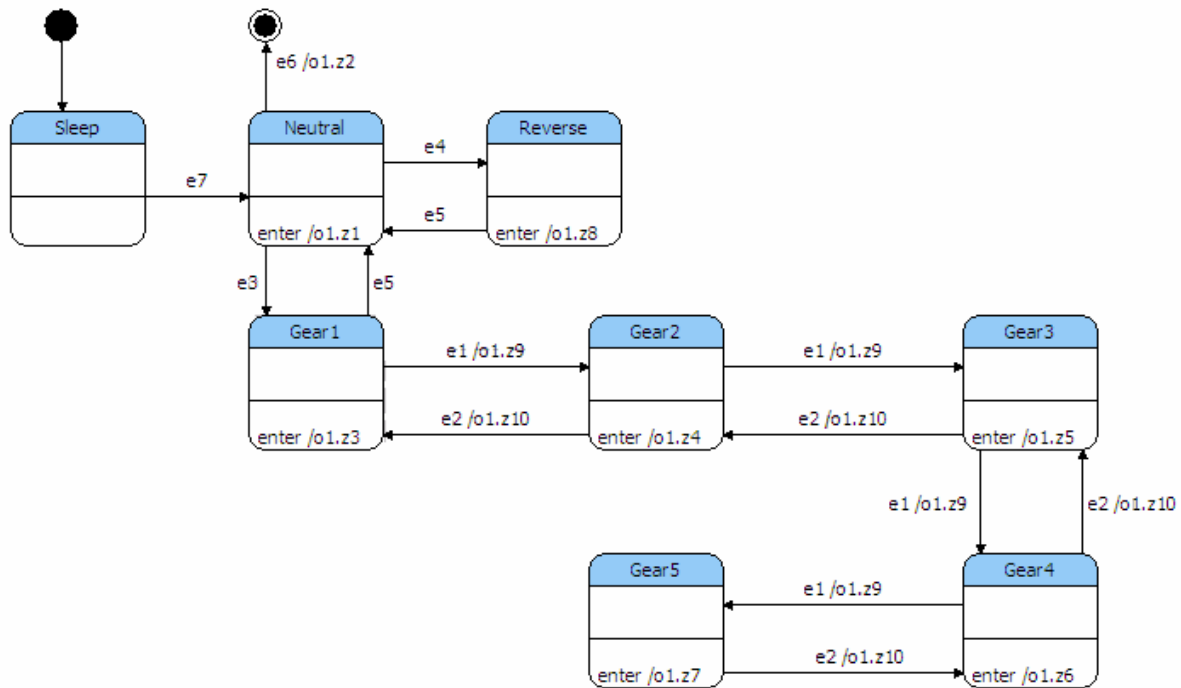 e6 /o1.z2
Sleep
Neutral
Reverse
e4
e7
e5
enter /o1.z1
enter /o1.z8
e3
e5
Gear1
Gear2
Gear3
e1 /o1.z9
e1 /o1.z9
e2 /o1.z10
e2 /o1.z10
enter /o1.z3
enter /o1.z4
enter /o1.z5
e1 /o1.z9
e2 /o1.z10
Gear5
Gear4
e1 /o1.z9
e2 /o1.z10
enter /o1.z7
enter /o1.z6